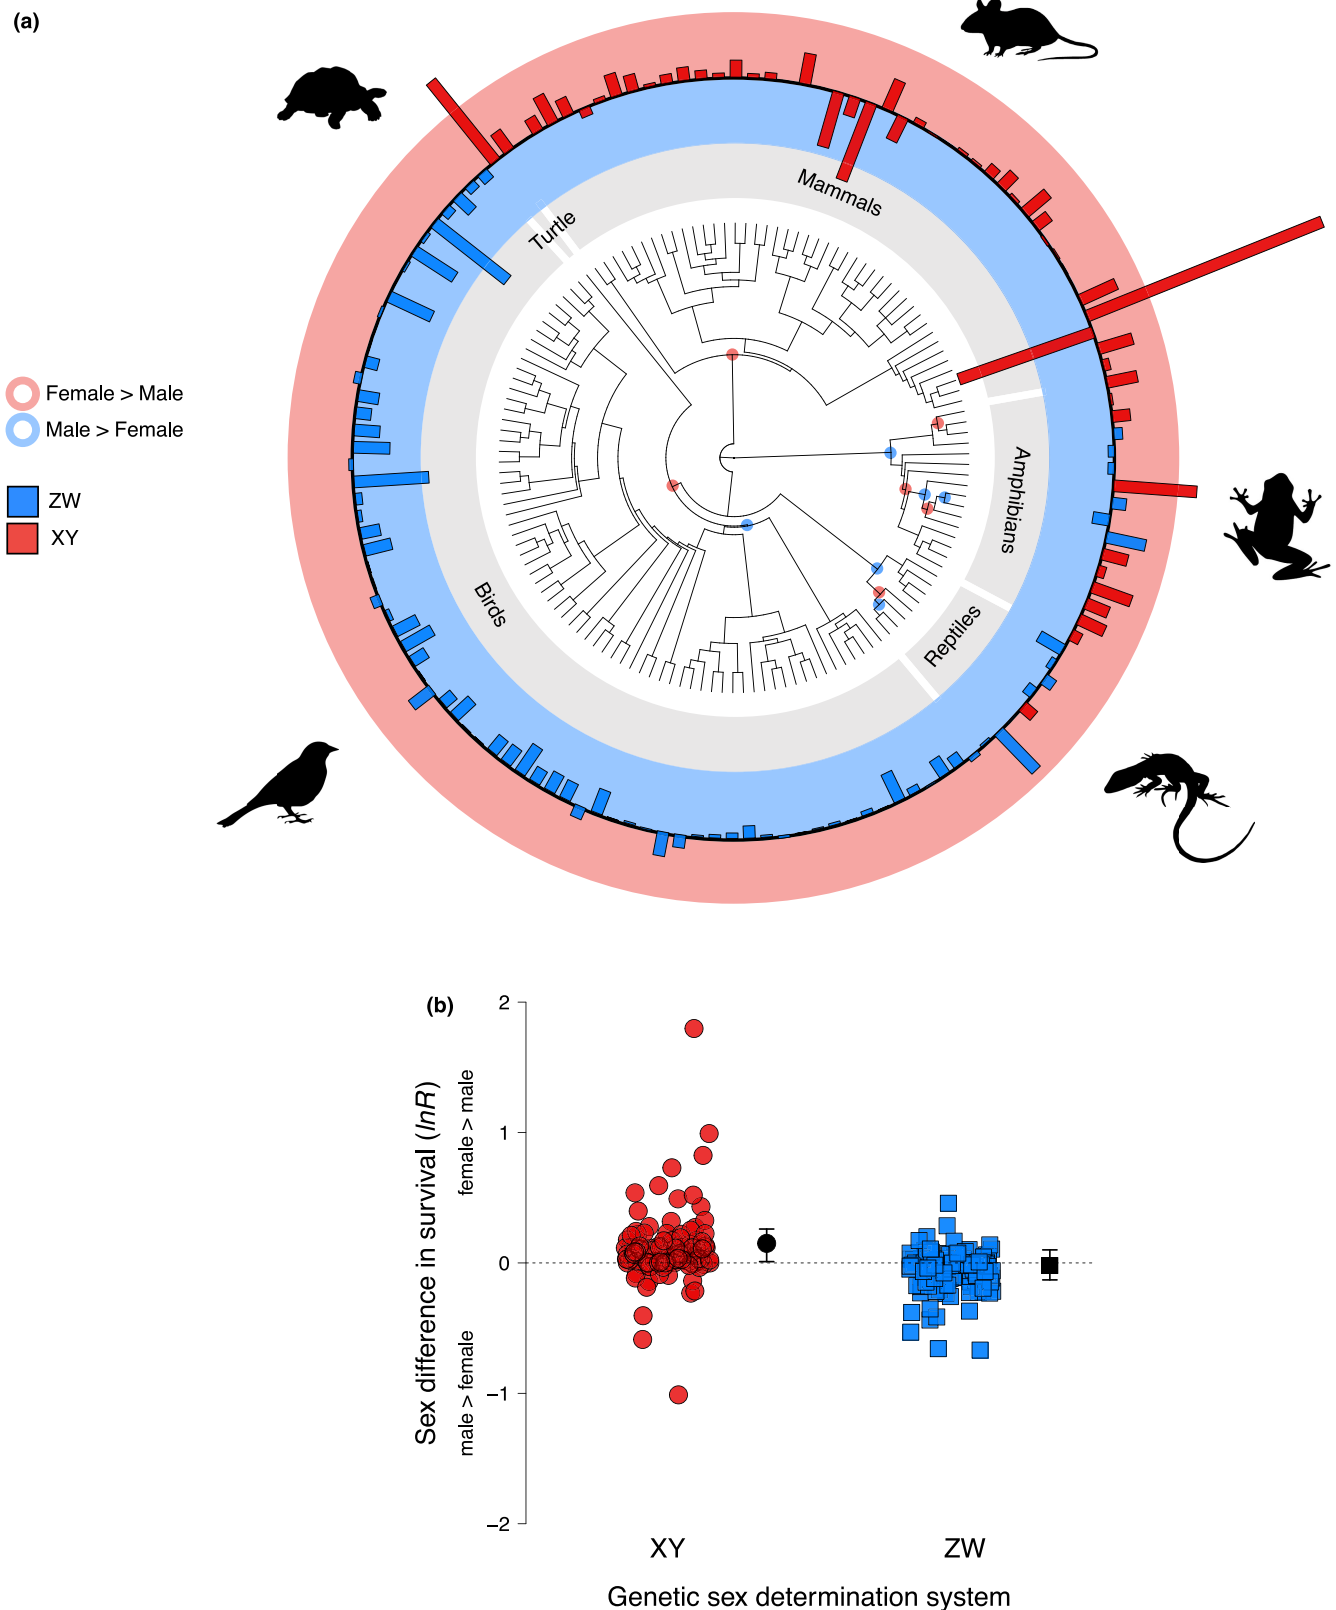 (a)
Mammals
Turtle
Female > Male
Male > Female
Amphibians
ZW
XY
Birds
Reptiles
(b)
2
1
0
−1
−2
Sex difference in survival (lnR)
female > male
male > female
XY
ZW
Genetic sex determination system